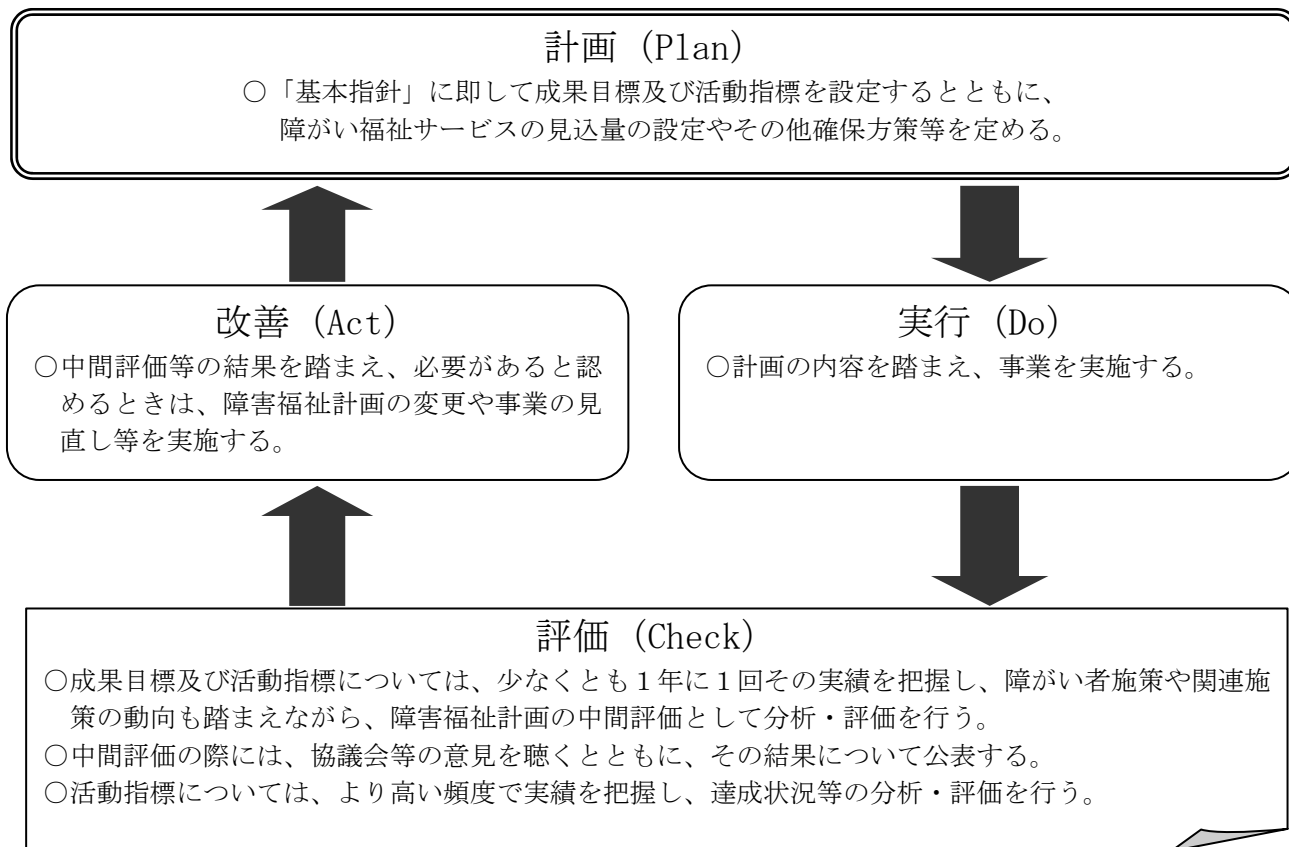 計画（Plan）
○「基本指針」に即して成果目標及び活動指標を設定するとともに、
障がい福祉サービスの見込量の設定やその他確保方策等を定める。
改善（Act）
○中間評価等の結果を踏まえ、必要があると認
めるときは、障害福祉計画の変更や事業の見
直し等を実施する。
実行（Do）
○計画の内容を踏まえ、事業を実施する。
評価（Check）
○成果目標及び活動指標については、少なくとも１年に１回その実績を把握し、障がい者施策や関連施
策の動向も踏まえながら、障害福祉計画の中間評価として分析・評価を行う。
○中間評価の際には、協議会等の意見を聴くとともに、その結果について公表する。
○活動指標については、より高い頻度で実績を把握し、達成状況等の分析・評価を行う。